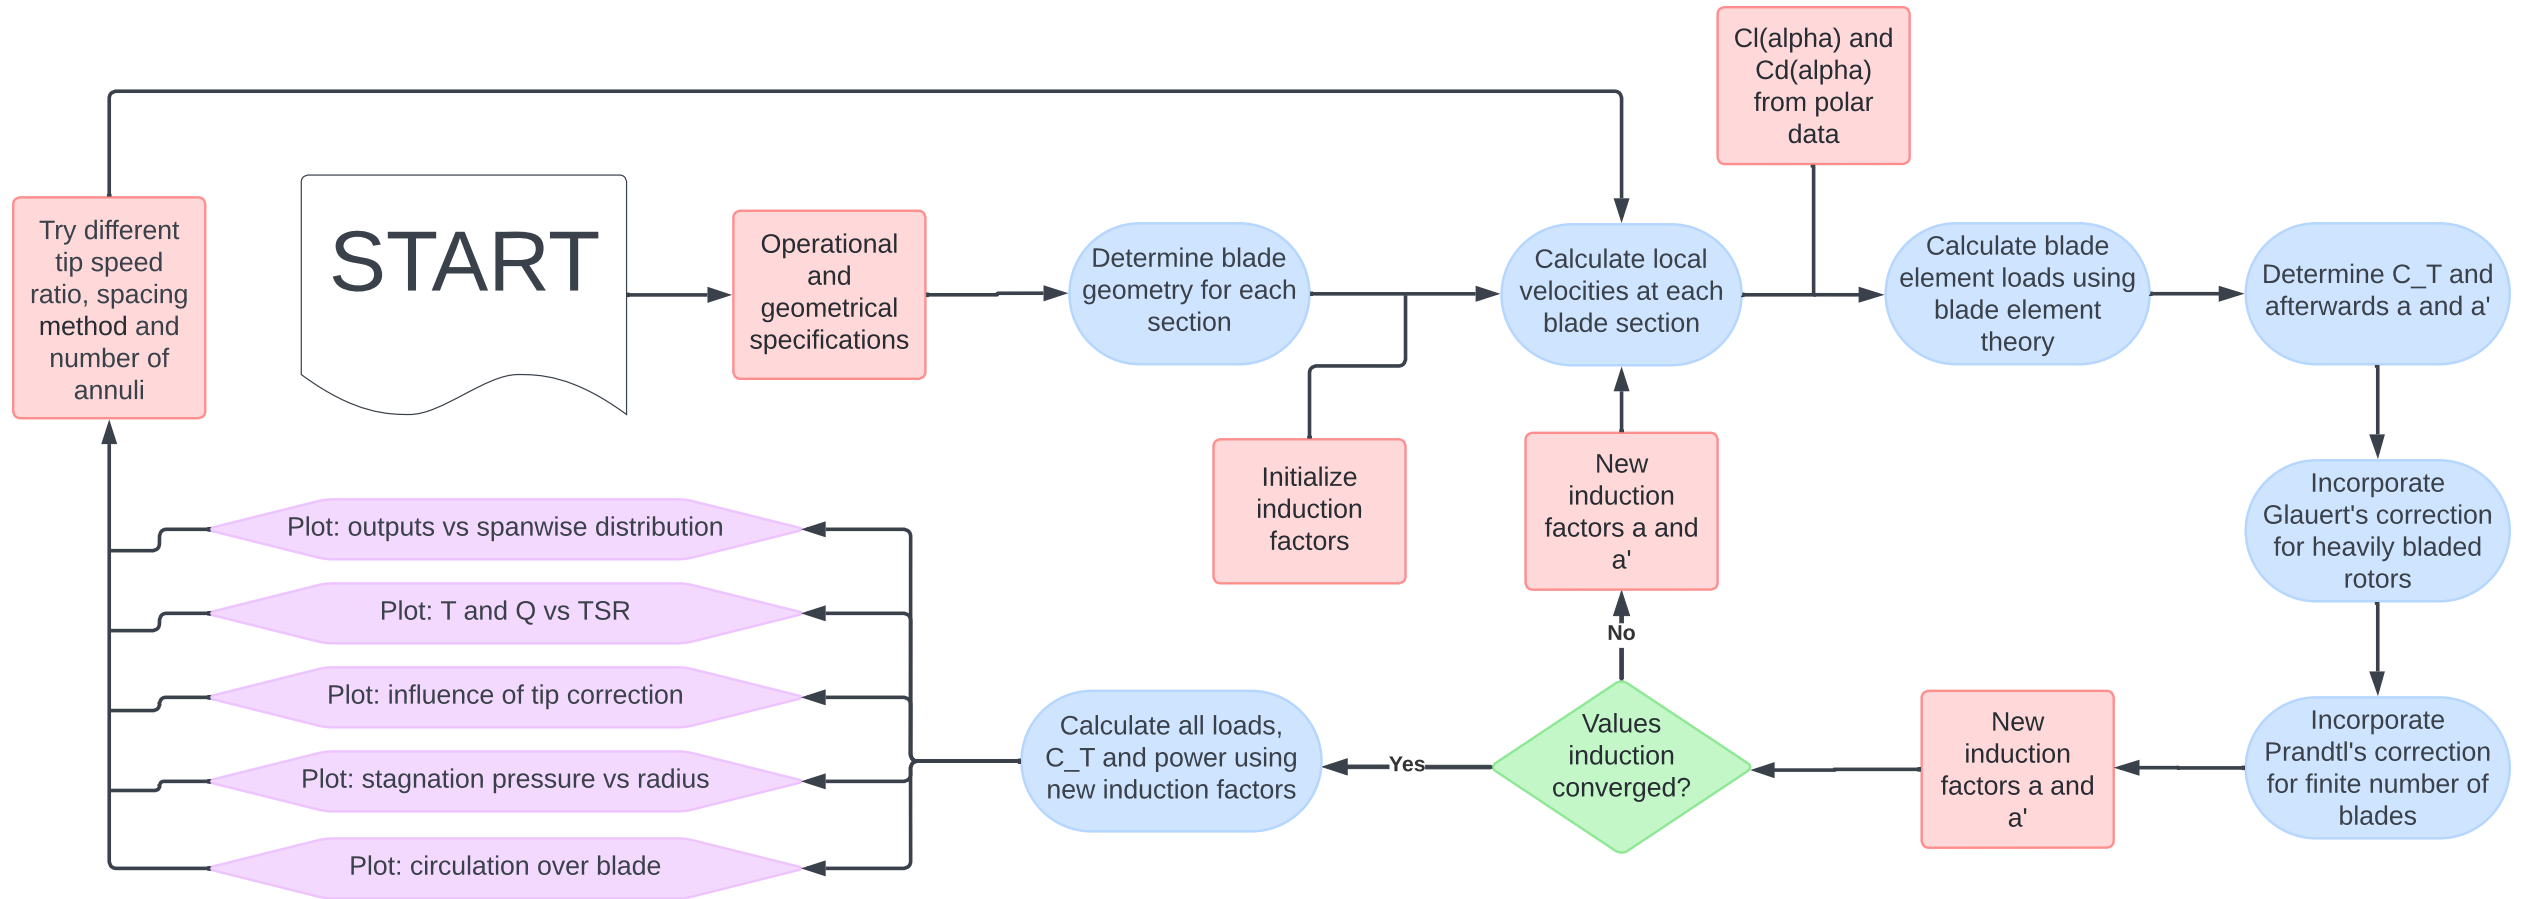 Cl(alpha) and
Cd(alpha)
from polar
data
Try different
tip speed
ratio, spacing
method and
number of
annuli
START
Operational
and
geometrical
specifications
Determine blade
geometry for each
section
Calculate local
velocities at each
blade section
Calculate blade
element loads using
blade element
theory
Determine C_T and
afterwards a and a'
Initialize
induction
factors
New
induction
factors a and
a'
Incorporate
Glauert's correction
for heavily bladed
rotors
No
Incorporate
Prandtl's correction
for finite number of
blades
New
induction
factors a and
a'
Values
induction
converged?
Yes
Calculate all loads,
C_T and power using
new induction factors
Plot: outputs vs spanwise distribution
Plot: T and Q vs TSR
Plot: influence of tip correction
Plot: stagnation pressure vs radius
Plot: circulation over blade